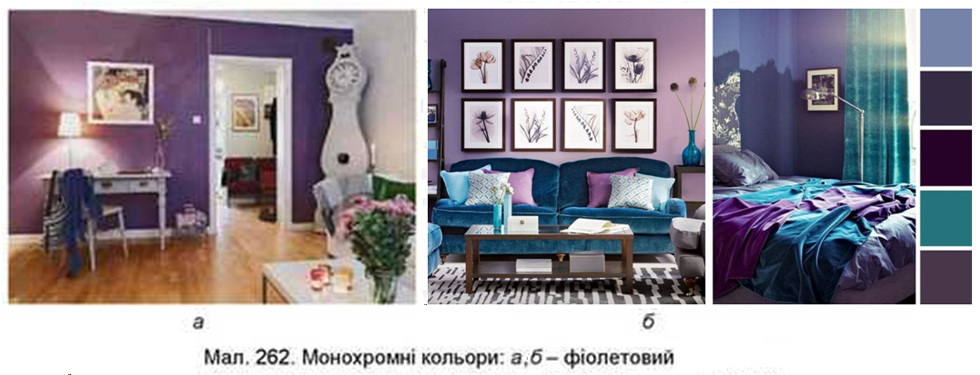 а
б
Мал. 262. Монохромні кольори: а,б – фіолетовий